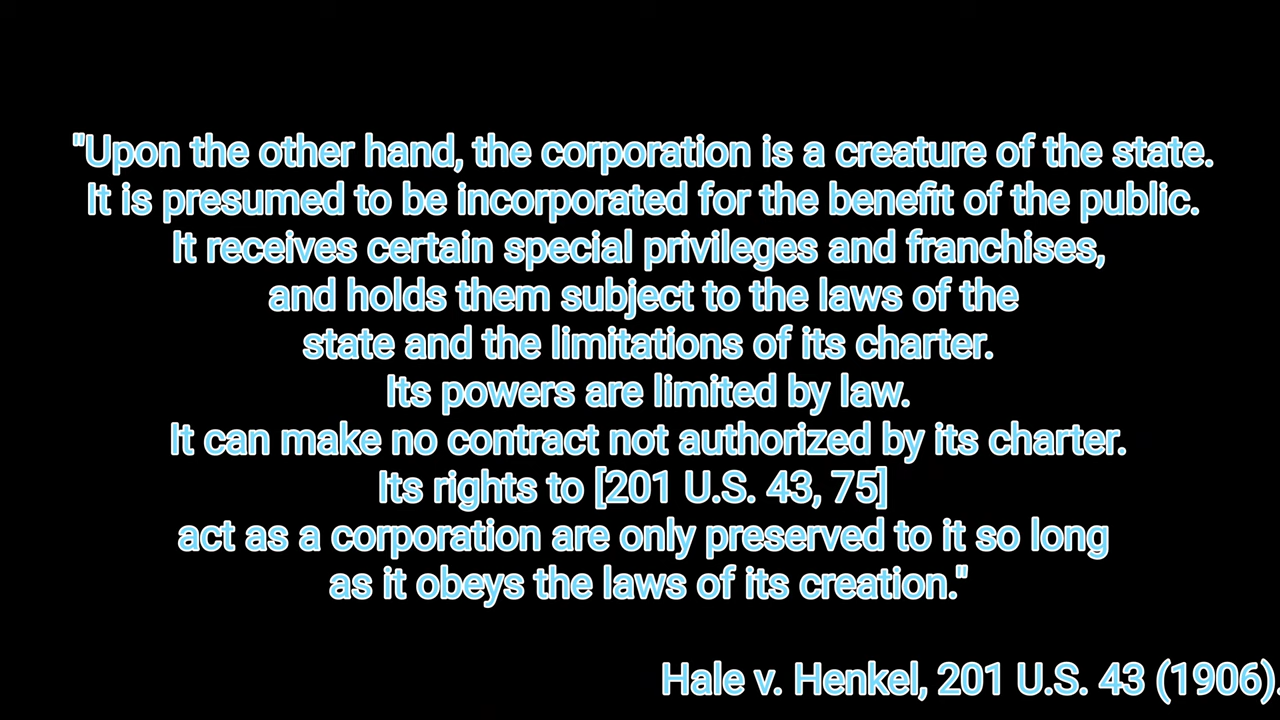 "Upon the other hand, the corporation is a creature of the state.
It is presumed to be incorporated for the benefit of the public.
It receives certain special privileges and franchises,
and holds them subject to the laws of the
state and the limitations of its charter.
Its powers are limited by law.
It can make no contract not authorized by its charter.
Its rights to [201 U.S. 43, 75]
act as a corporation are only preserved to it so long
as it obeys the laws of its creation."
Hale v. Henkel, 201 U.S. 43 (1906).